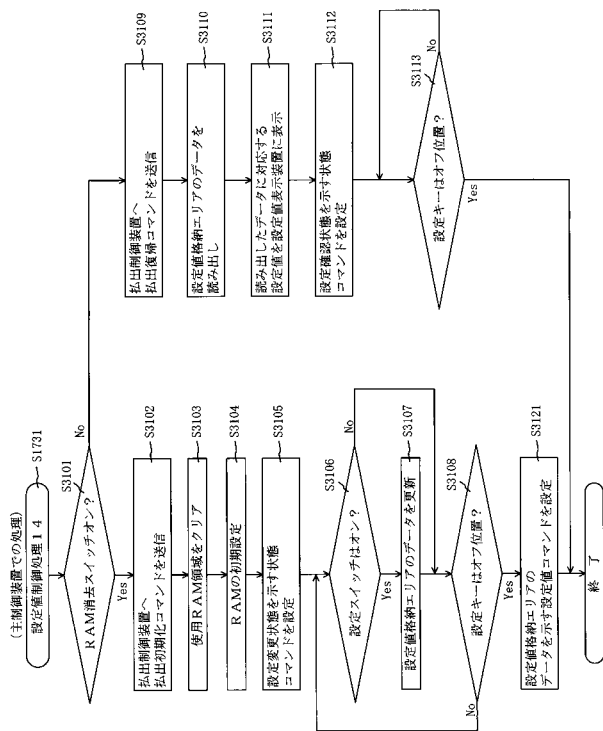 (主制御装置での処理)
設定値制御処理14
S1731
S3101
RAM消去スイッチオン?
No
Yes
S3102
払出制御装置へ
払出初期化コマンドを送信
S3103
使用RAM領域をクリア
S3104
RAMの初期設定
S3105
設定変更状態を示す状態
コマンドを設定
S3106
設定スイッチはオン?
No
Yes
S3107
設定値格納エリアのデータを更新
S3108
設定キーはオフ位置?
No
Yes
S3121
設定値格納エリアの
データを示す設定値コマンドを設定
S3109
払出制御装置へ
払出復帰コマンドを送信
S3110
設定値格納エリアのデータを
読み出し
S3111
読み出したデータに対応する
設定値を設定値表示装置に表示
S3112
設定確認状態を示す状態
コマンドを設定
S3113
設定キーはオフ位置?
No
Yes
終 了